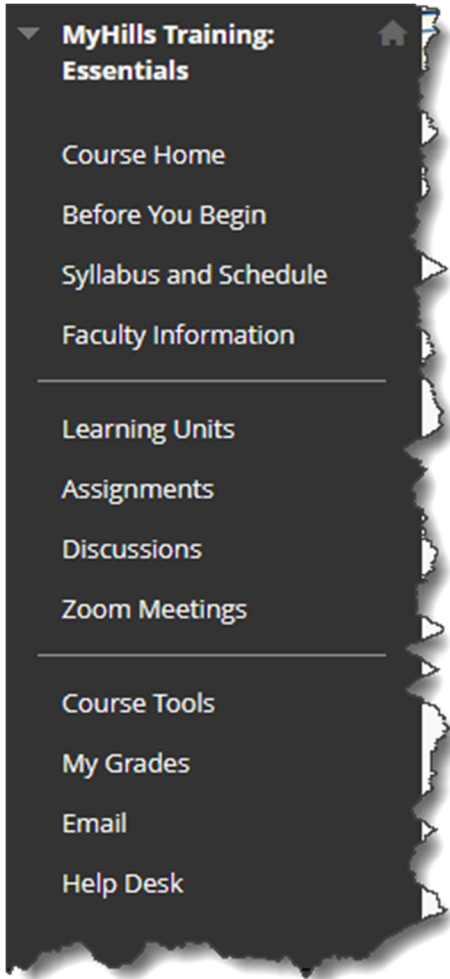 MyHills Training:
Essentials
Course Home
Before You Begin
Syllabus and Schedule
Faculty Information
Learning Units
Assignments
Discussions
Zoom Meetings
Course Tools
My Grades
Email
Help Desk